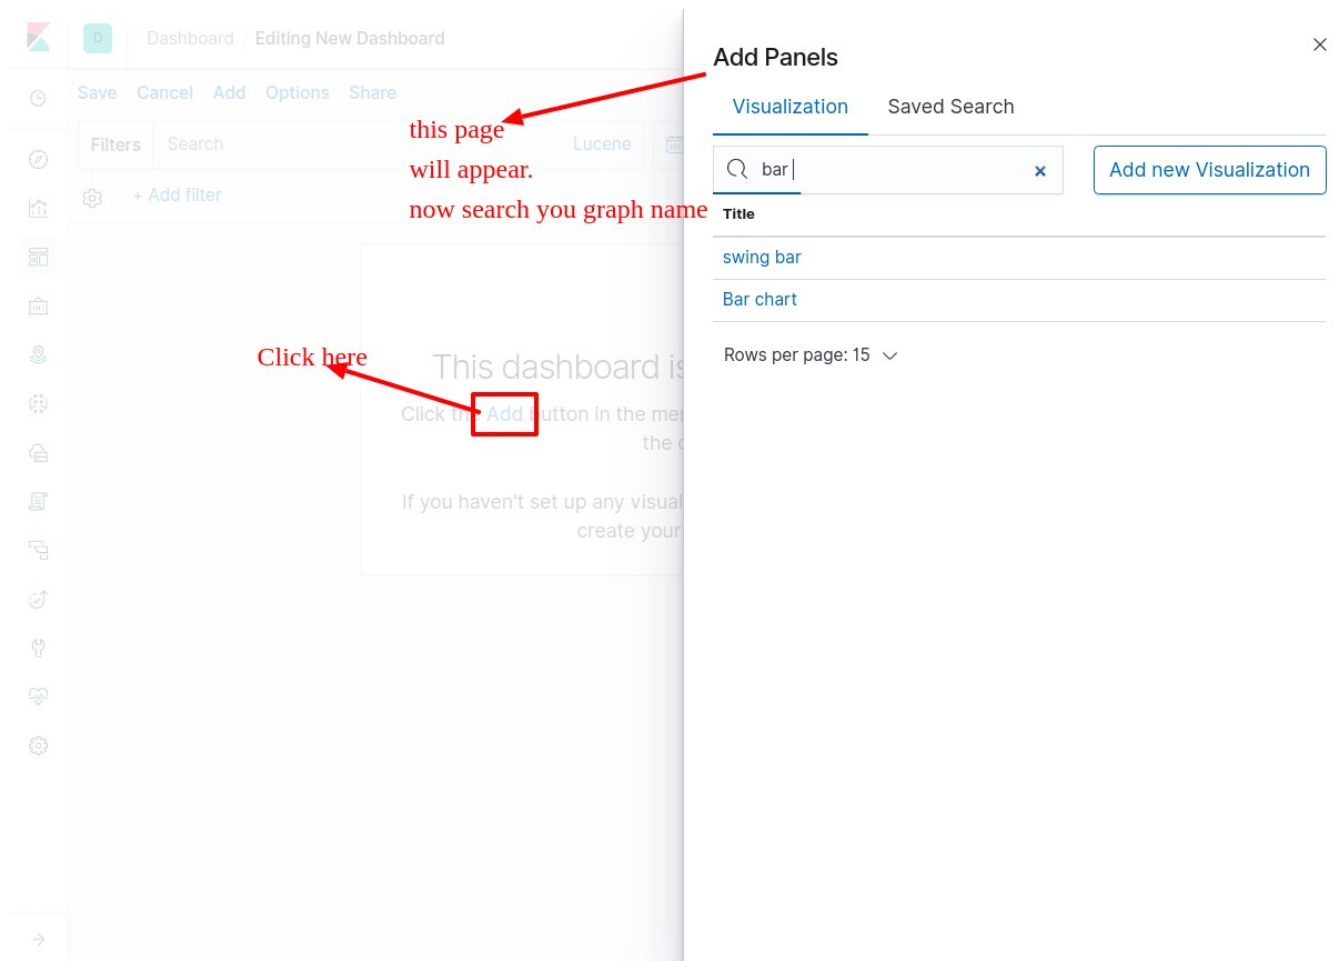 D Dashboard / Editing New Dashboard
Save Cancel Add Options Share
Filters Search Lucene
+ Add filter
this page
will appear.
now search you graph name
Click here
This dashboard is
Click the Add button in the
the
If you haven't set up any
create your
Add Panels
Visualization Saved Search
bar
Add new Visualization
Title
swing bar
Bar chart
Rows per page: 15